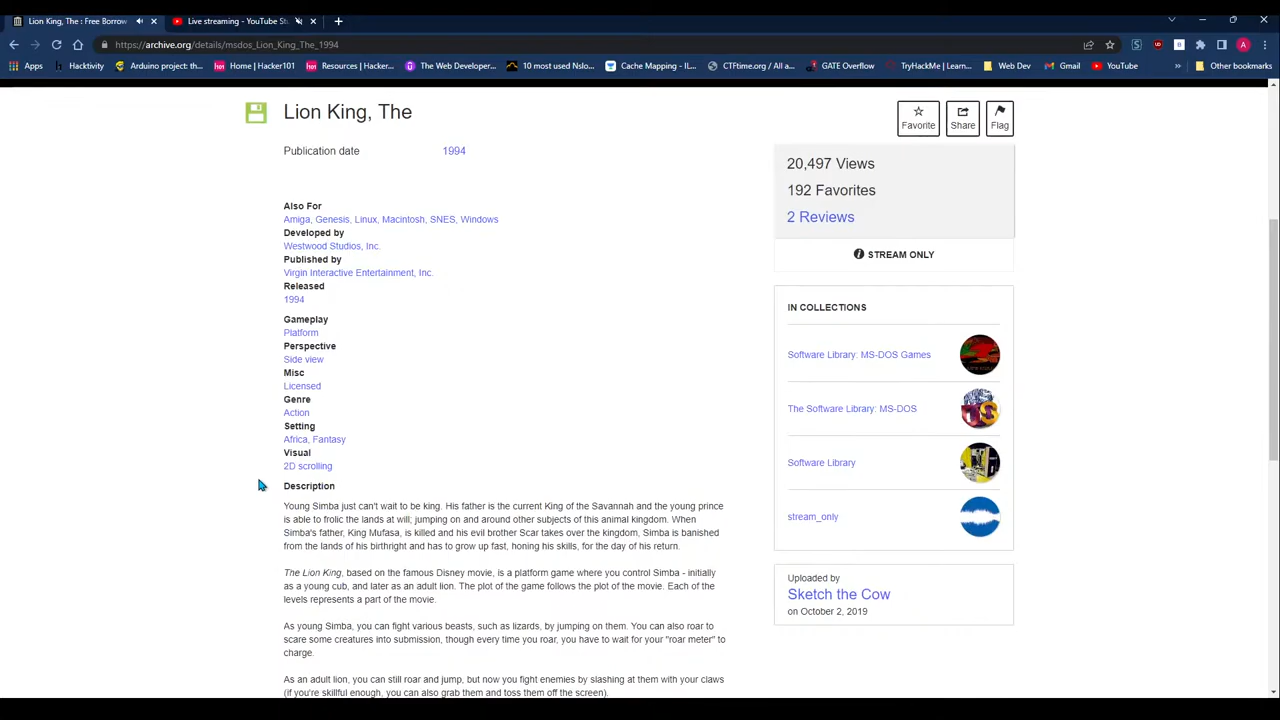 Lion King, The : Free Borrow
Live streaming - YouTube Stu
https://archive.org/details/msdos_Lion_King_The_1994
Apps
Hacktivity
Arduino project: th...
Home | Hacker101
Resources | Hacker...
The Web Developer...
10 most used Nslo...
Cache Mapping - IL...
CTFtime.org / All a...
GATE Overflow
TryHackMe | Learn...
Web Dev
Gmail
YouTube
»
Other bookmarks
Lion King, The
Favorite
Share
Flag
Publication date 1994
20,497 Views
192 Favorites
2 Reviews
STREAM ONLY
Also For
Amiga, Genesis, Linux, Macintosh, SNES, Windows
Developed by
Westwood Studios, Inc.
Published by
Virgin Interactive Entertainment, Inc.
Released
1994
Gameplay
Platform
Perspective
Side view
Misc
Licensed
Genre
Action
Setting
Africa, Fantasy
Visual
2D scrolling
Description
Young Simba just can't wait to be king. His father is the current King of the Savannah and the young prince
is able to frolic the lands at will; jumping on and around other subjects of this animal kingdom. When
Simba's father, King Mufasa, is killed and his evil brother Scar takes over the kingdom, Simba is banished
from the lands of his birthright and has to grow up fast, honing his skills, for the day of his return.
The Lion King, based on the famous Disney movie, is a platform game where you control Simba - initially
as a young cub, and later as an adult lion. The plot of the game follows the plot of the movie. Each of the
levels represents a part of the movie.
As young Simba, you can fight various beasts, such as lizards, by jumping on them. You can also roar to
scare some creatures into submission, though every time you roar, you have to wait for your "roar meter" to
charge.
As an adult lion, you can still roar and jump, but now you fight enemies by slashing at them with your claws
(if you're skillful enough, you can also grab them and toss them off the screen).
IN COLLECTIONS
Software Library: MS-DOS Games
The Software Library: MS-DOS
Software Library
stream_only
Uploaded by
Sketch the Cow
on October 2, 2019